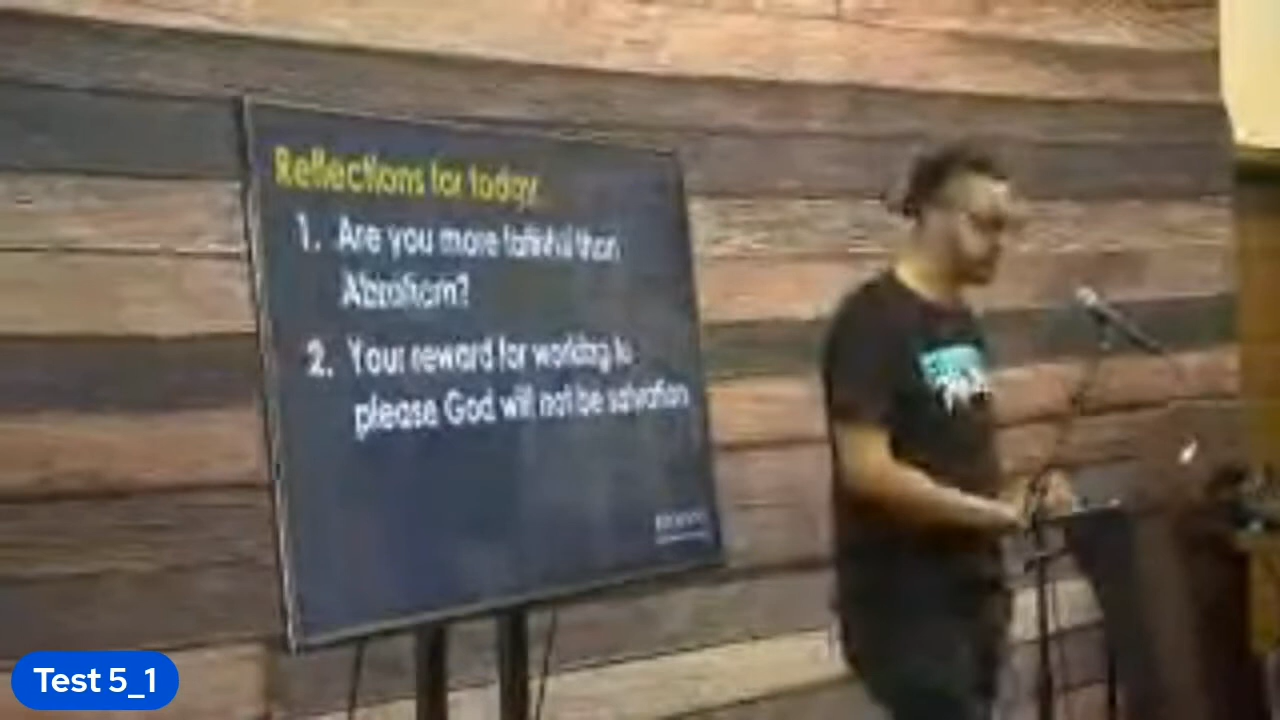 Reflections for today:
1. Are you more faithful than
Abraham?
2. Your reward for working to
please God will not be salvation
Test 5_1